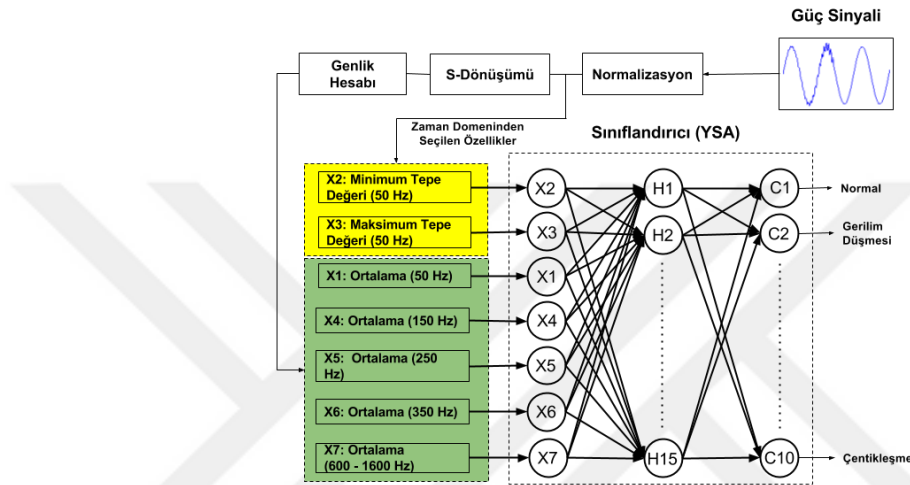 Güç Sinyali
Genlik
Hesabı
S-Dönüşümü
Normalizasyon
Zaman Domeninden
Seçilen Özellikler
Sınıflandırıcı (YSA)
X2: Minimum Tepe
Değeri (50 Hz)
X3: Maksimum Tepe
Değeri (50 Hz)
X1: Ortalama (50 Hz)
X4: Ortalama (150 Hz)
X5: Ortalama (250
Hz)
X6: Ortalama (350 Hz)
X7: Ortalama
(600 - 1600 Hz)
X2
X3
X1
X4
X5
X6
X7
H1
H2
H15
C1
C2
C10
Normal
Gerilim
Düşmesi
Çentikleşme